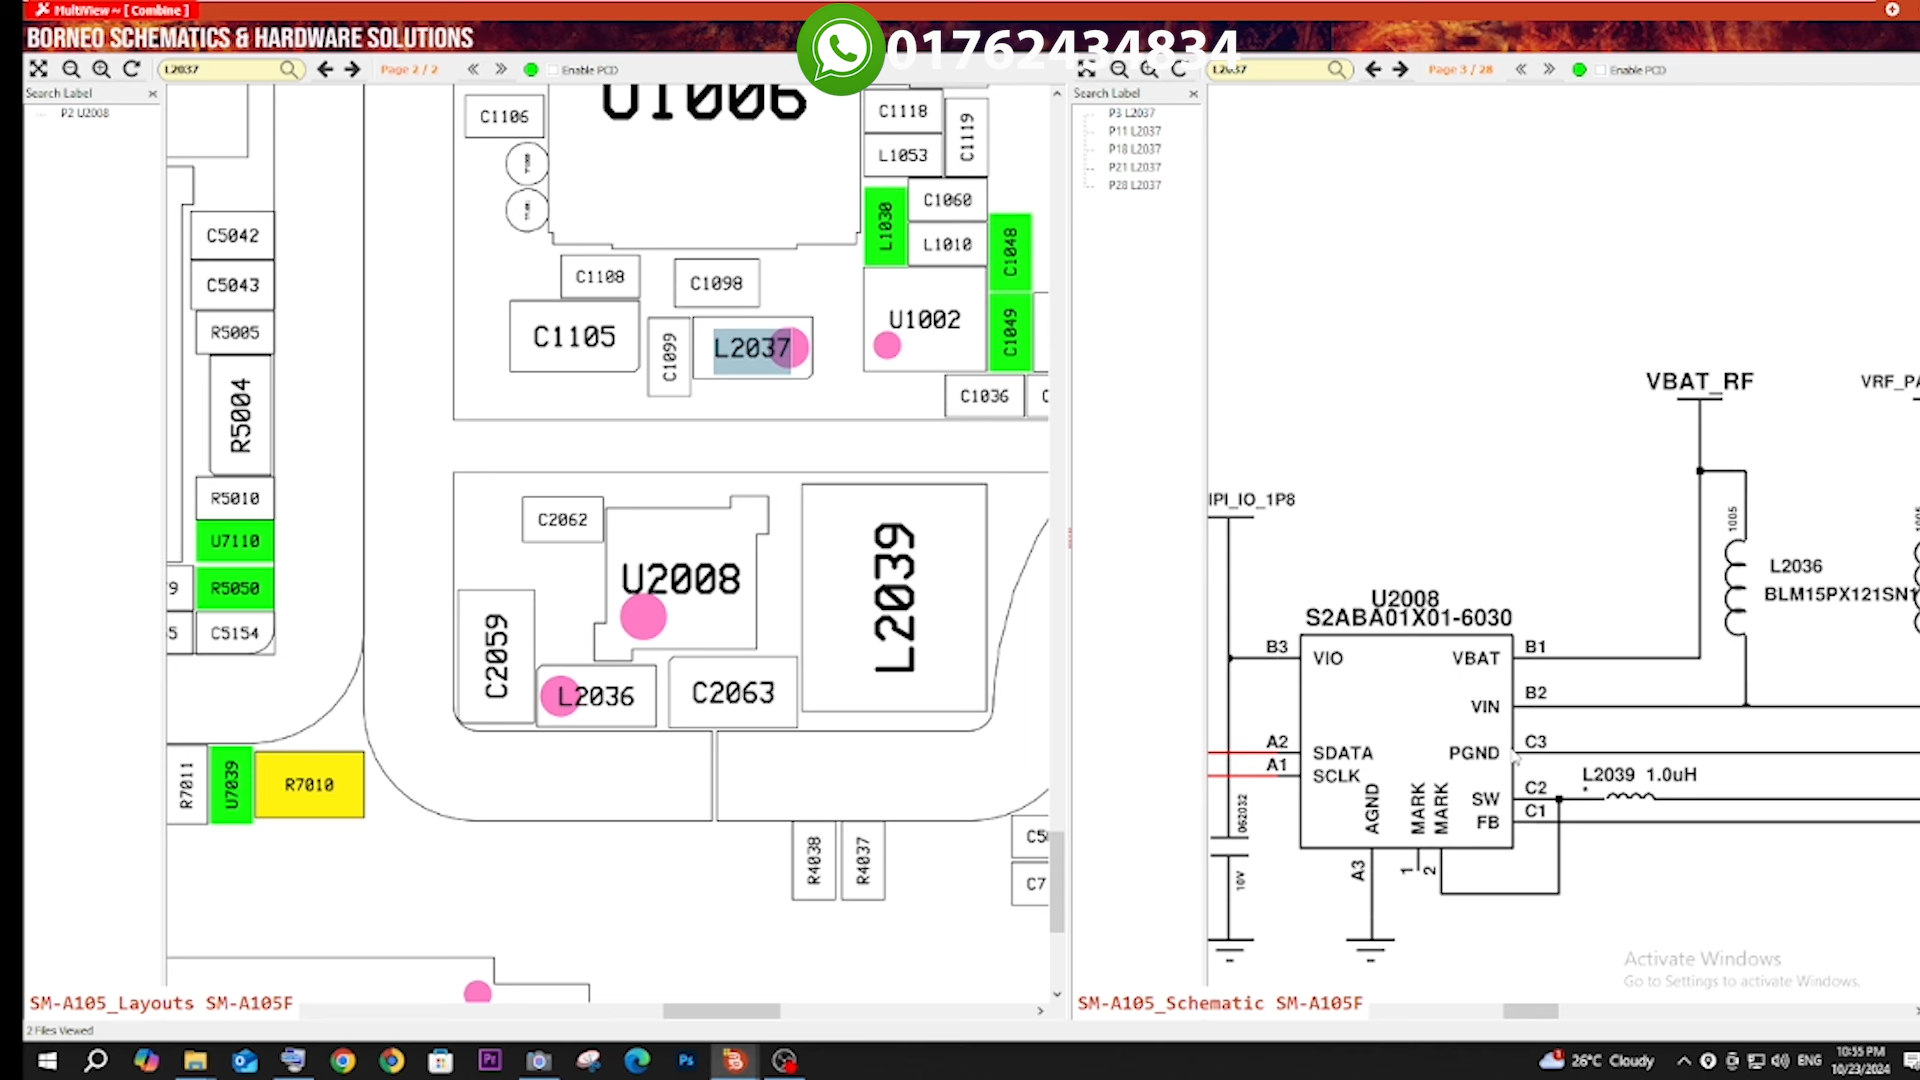 MultiView ~ [ Combine ]
BORNEO SCHEMATICS & HARDWARE SOLUTIONS
01762434834
L2037
Page 2 / 2
Enable PCD
Search Label
P2 U2008
U1006
C1106
C1118
C1119
L1053
C1060
L1030
L1010
C1048
C1049
U1002
C1036
C1108
C1098
C1105
C1099
L2037
C5042
C5043
R5005
R5004
R5010
U7110
R5050
C5154
C2062
U2008
L2039
C2059
L2036
C2063
R7011
U7039
R7010
R4038
R4037
SM-A105_Layouts SM-A105F
2 Files Viewed
L2037
Page 3 / 28
Enable PCD
Search Label
P3 L2037
P11 L2037
P18 L2037
P21 L2037
P28 L2037
VBAT_RF
VRF_PA
IPI_IO_1P8
1005
L2036
BLM15PX121SN1
U2008
S2ABA01X01-6030
B3
VIO
VBAT
B1
VIN
B2
A2
SDATA
PGND
C3
A1
SCLK
L2039 1.0uH
SW
C2
FB
C1
AGND
MARK
MARK
A3
1
2
C62032
10V
Activate Windows
Go to Settings to activate Windows.
SM-A105_Schematic SM-A105F
26°C Cloudy
ENG
10:55 PM
10/23/2024